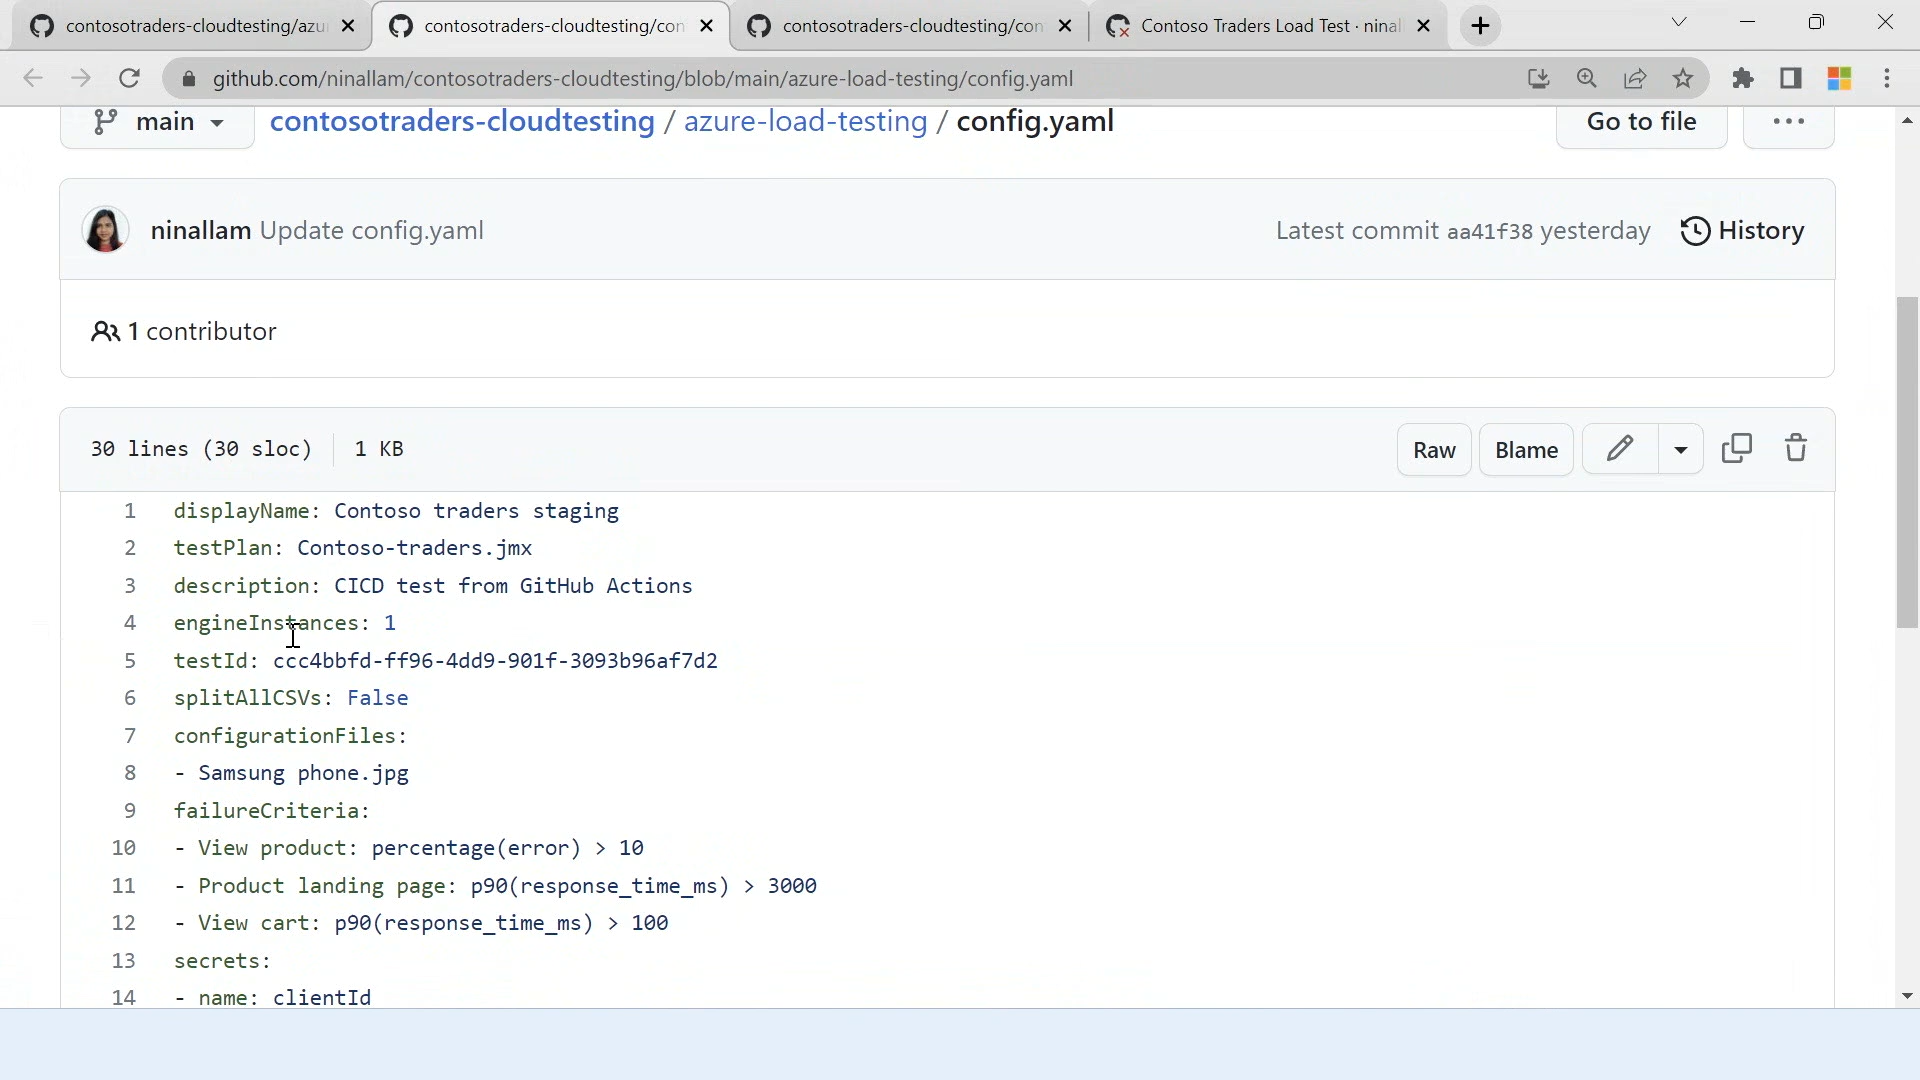 contosotraders-cloudtesting/azu
contosotraders-cloudtesting/con
contosotraders-cloudtesting/con
Contoso Traders Load Test · ninal
github.com/ninallam/contosotraders-cloudtesting/blob/main/azure-load-testing/config.yaml
main
contosotraders-cloudtesting / azure-load-testing / config.yaml
Go to file
ninallam Update config.yaml
Latest commit aa41f38 yesterday
History
1 contributor
30 lines (30 sloc)
1 KB
Raw
Blame
1 displayName: Contoso traders staging
2 testPlan: Contoso-traders.jmx
3 description: CICD test from GitHub Actions
4 engineInstances: 1
5 testId: ccc4bbfd-ff96-4dd9-901f-3093b96af7d2
6 splitAllCSVs: False
7 configurationFiles:
8 - Samsung phone.jpg
9 failureCriteria:
10 - View product: percentage(error) > 10
11 - Product landing page: p90(response_time_ms) > 3000
12 - View cart: p90(response_time_ms) > 100
13 secrets:
14 - name: clientId